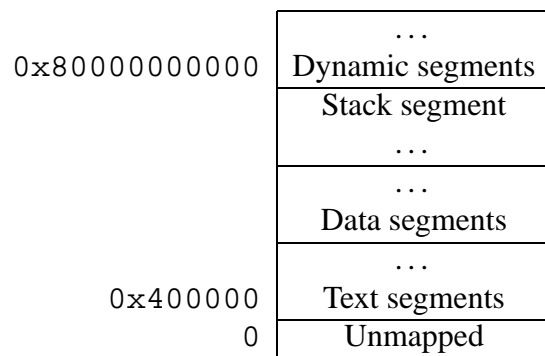 ...
0x80000000000 Dynamic segments
Stack segment
...
...
Data segments
...
0x400000 Text segments
0 Unmapped